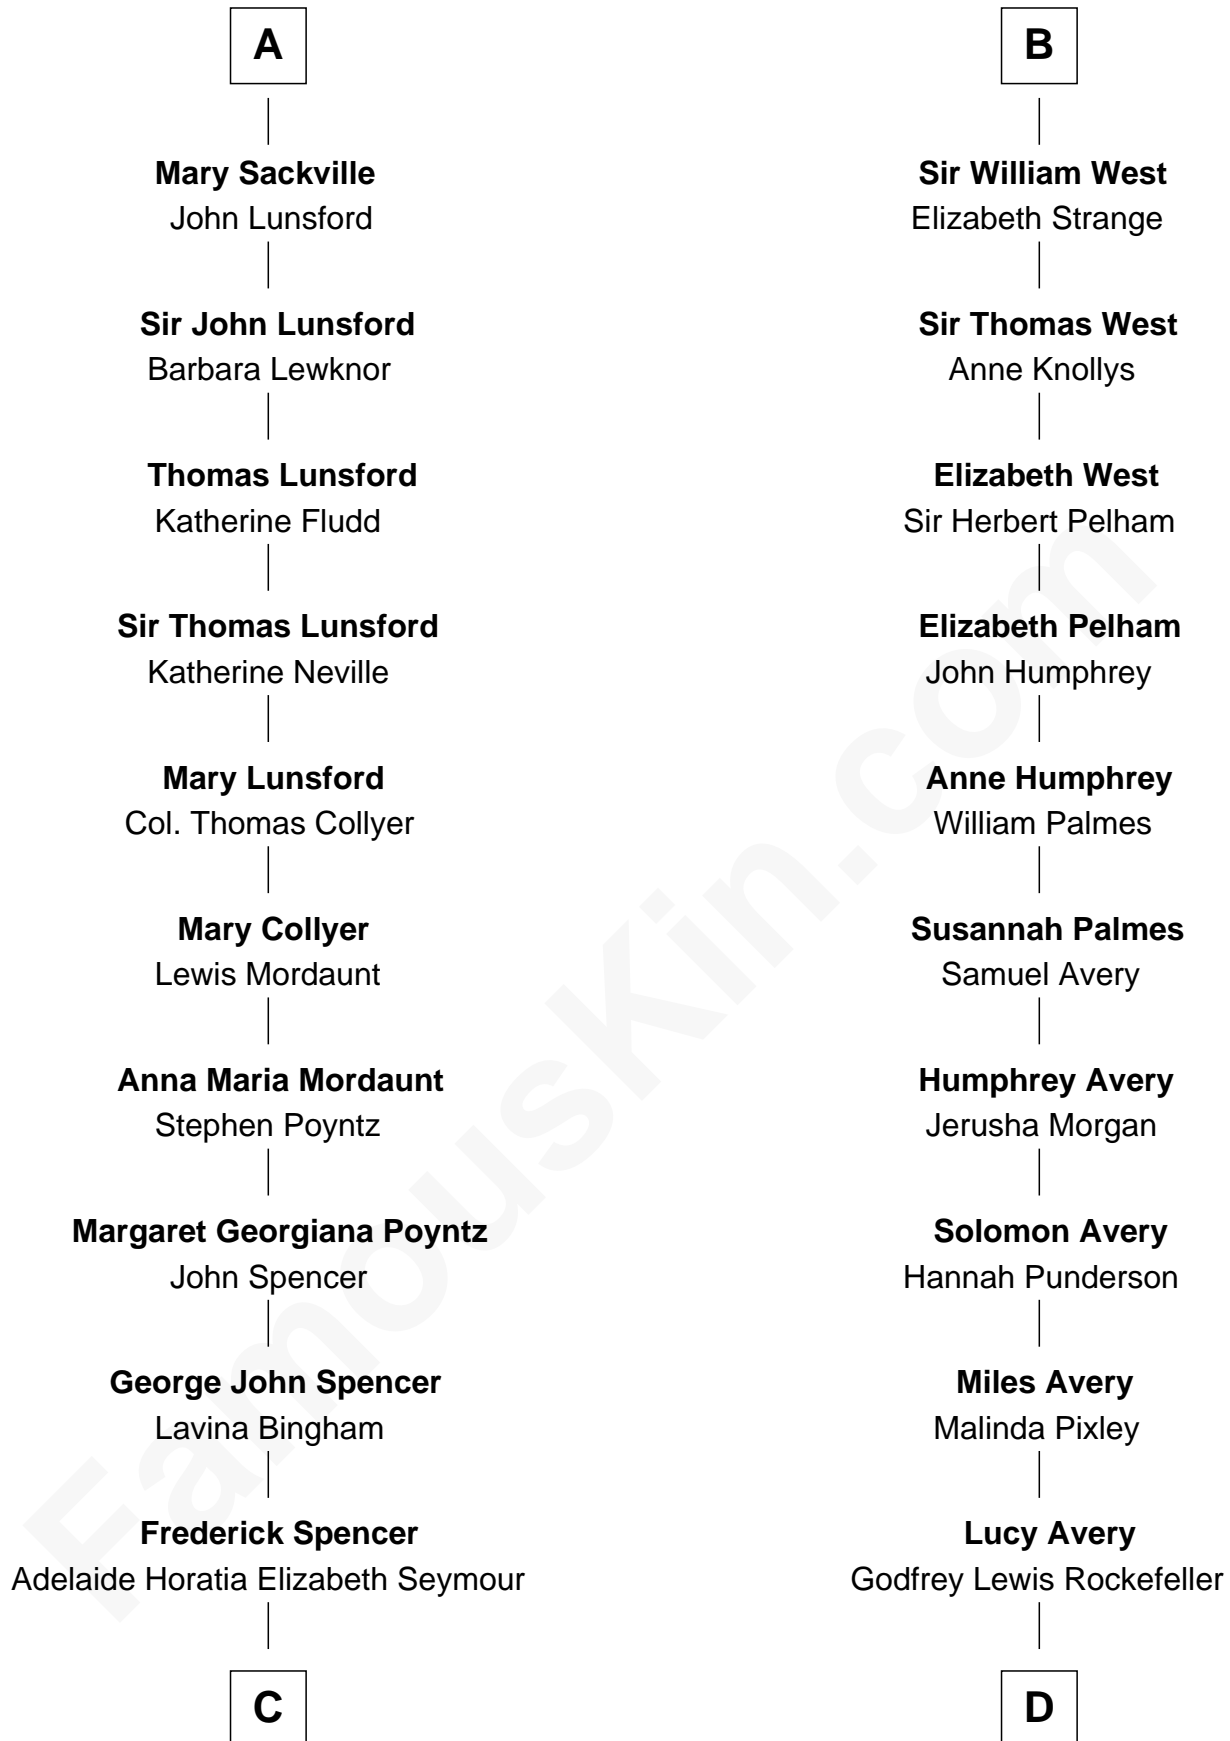 A
Mary Sackville
John Lunsford
Sir John Lunsford
Barbara Lewknor
Thomas Lunsford
Katherine Fludd
Sir Thomas Lunsford
Katherine Neville
Mary Lunsford
Col. Thomas Collyer
Mary Collyer
Lewis Mordaunt
Anna Maria Mordaunt
Stephen Poyntz
Margaret Georgiana Poyntz
John Spencer
George John Spencer
Lavina Bingham
Frederick Spencer
Adelaide Horatia Elizabeth Seymour
C
B
Sir William West
Elizabeth Strange
Sir Thomas West
Anne Knollys
Elizabeth West
Sir Herbert Pelham
Elizabeth Pelham
John Humphrey
Anne Humphrey
William Palmes
Susannah Palmes
Samuel Avery
Humphrey Avery
Jerusha Morgan
Solomon Avery
Hannah Punderson
Miles Avery
Malinda Pixley
Lucy Avery
Godfrey Lewis Rockefeller
D
FamousKin.com